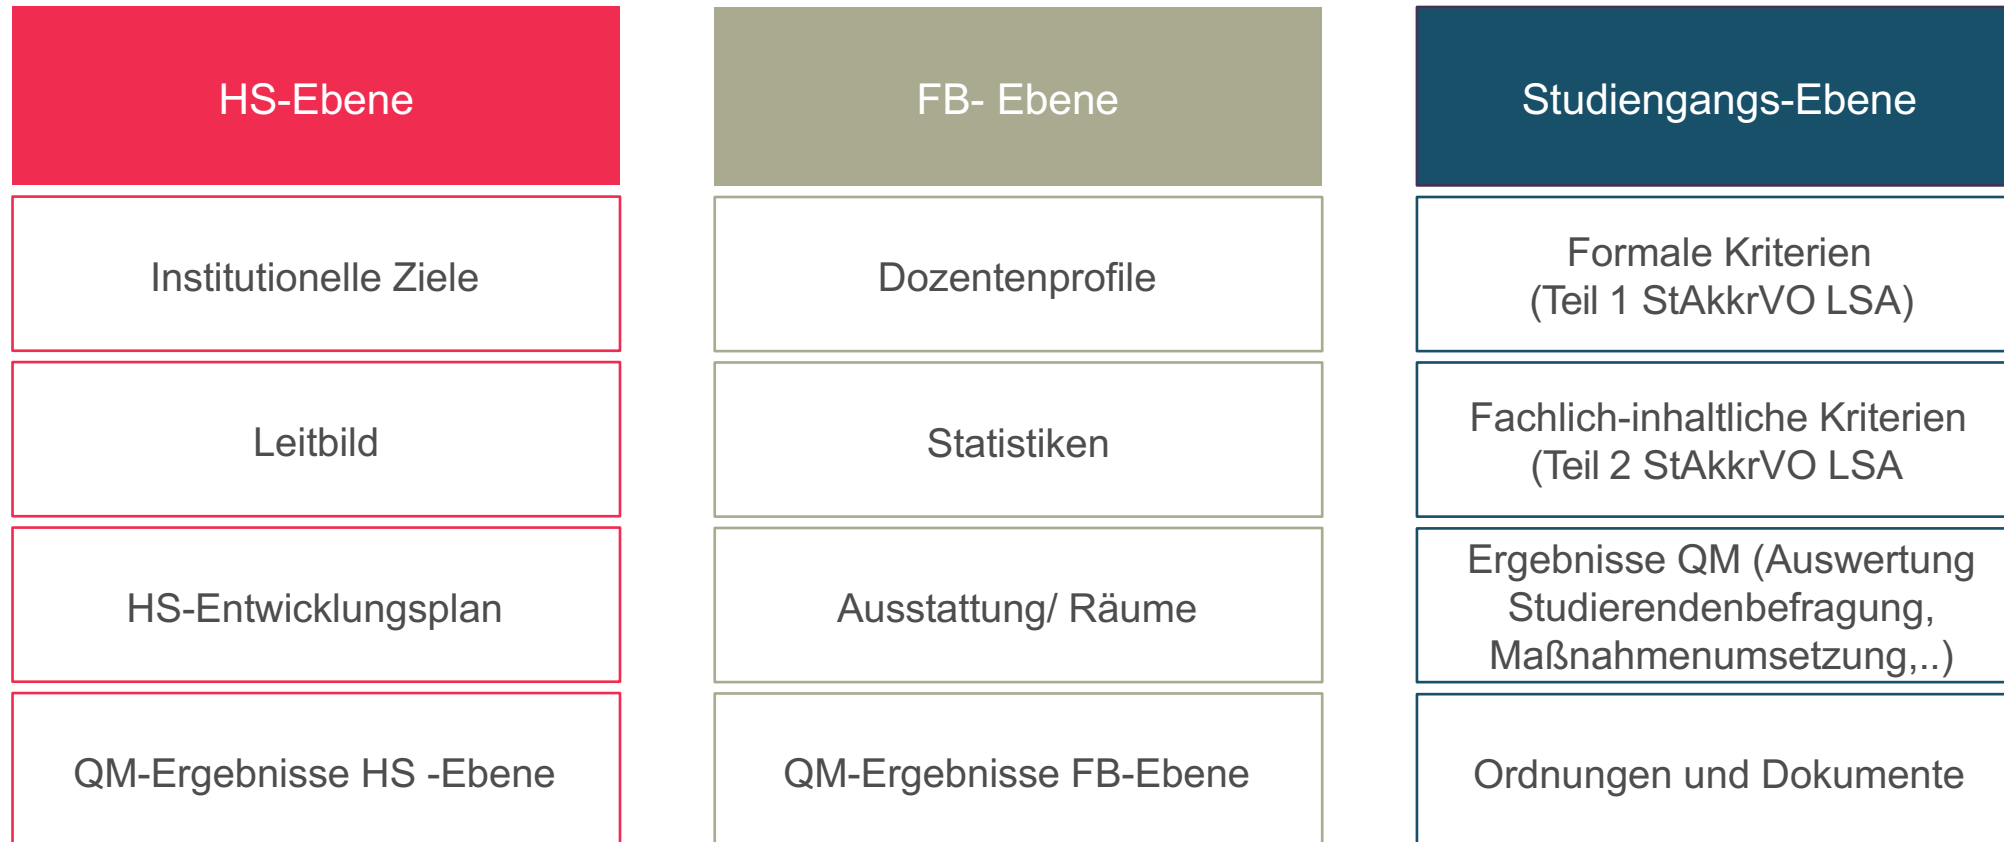 HS-Ebene
Institutionelle Ziele
Leitbild
HS-Entwicklungsplan
QM-Ergebnisse HS -Ebene
FB- Ebene
Dozentenprofile
Statistiken
Ausstattung/ Räume
QM-Ergebnisse FB-Ebene
Studiengangs-Ebene
Formale Kriterien
(Teil 1 StAkkrVO LSA)
Fachlich-inhaltliche Kriterien
(Teil 2 StAkkrVO LSA
Ergebnisse QM (Auswertung
Studierendenbefragung,
Maßnahmenumsetzung,..)
Ordnungen und Dokumente